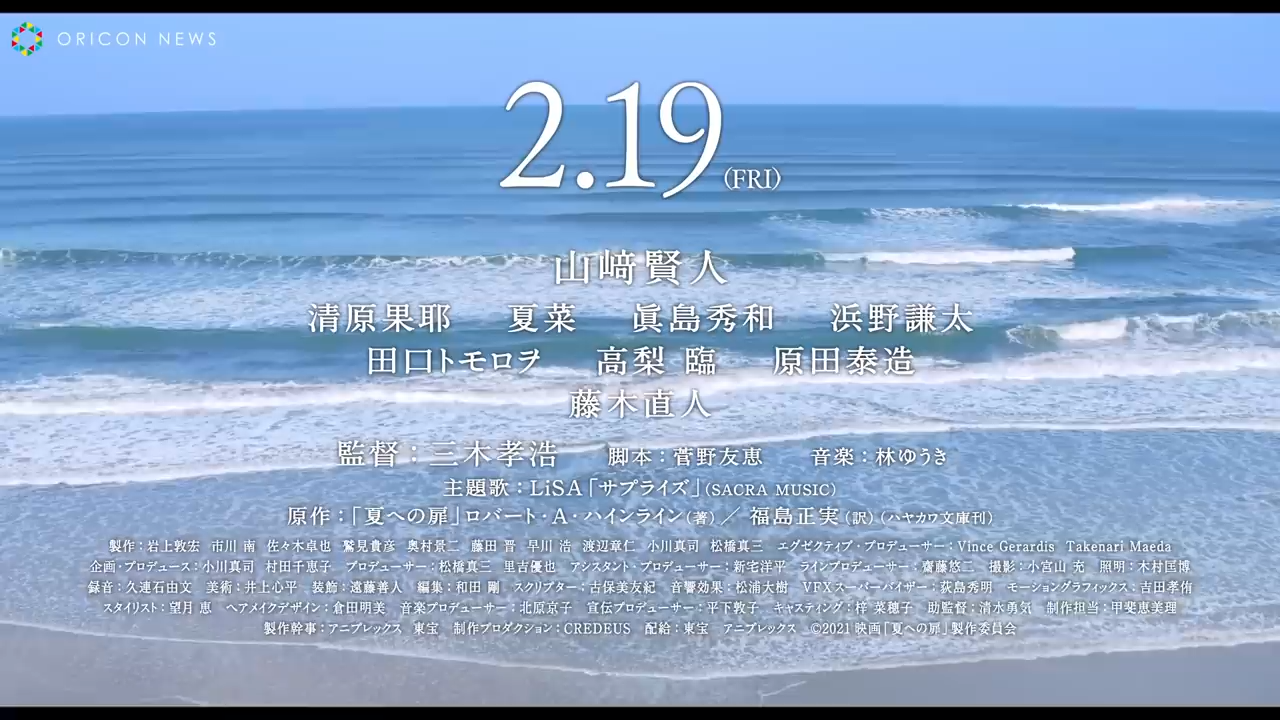 ORICON NEWS
2.19(FRI)
山﨑賢人
清原果耶 夏菜 眞島秀和 浜野謙太
田口トモロヲ 高梨 臨 原田泰造
藤木直人
監督：三木孝浩 脚本：菅野友恵 音楽：林ゆうき
主題歌：LiSA「サプライズ」(SACRA MUSIC)
原作：「夏への扉」ロバート・A・ハインライン(著)／福島正実(訳)(ハヤカワ文庫刊)
製作：岩上敦宏 市川 南 佐々木卓也 鷲見貴彦 奥村景二 藤田 晋 早川 浩 渡辺章仁 小川真司 松橋真三 エグゼクティブ・プロデューサー：Vince Gerardis Takenari Maeda
企画・プロデュース：小川真司 村田千恵子 プロデューサー：松橋真三 里吉優也 アシスタント・プロデューサー：新宅洋平 ラインプロデューサー：齋藤悠二 撮影：小宮山 充 照明：木村匡博
録音：久連石由文 美術：井上心平 装飾：遠藤善人 編集：和田 剛 スクリプター：古保美友紀 音響効果：松浦大樹 VFXスーパーバイザー：荻島秀明 モーショングラフィックス：吉田孝侑
スタイリスト：望月 恵 ヘアメイクデザイン：倉田明美 音楽プロデューサー：北原京子 宣伝プロデューサー：平下敦子 キャスティング：梓 菜穂子 助監督：清水勇気 制作担当：甲斐恵美理
製作幹事：アニプレックス 東宝 制作プロダクション：CREDEUS 配給：東宝 アニプレックス ©2021 映画「夏への扉」製作委員会